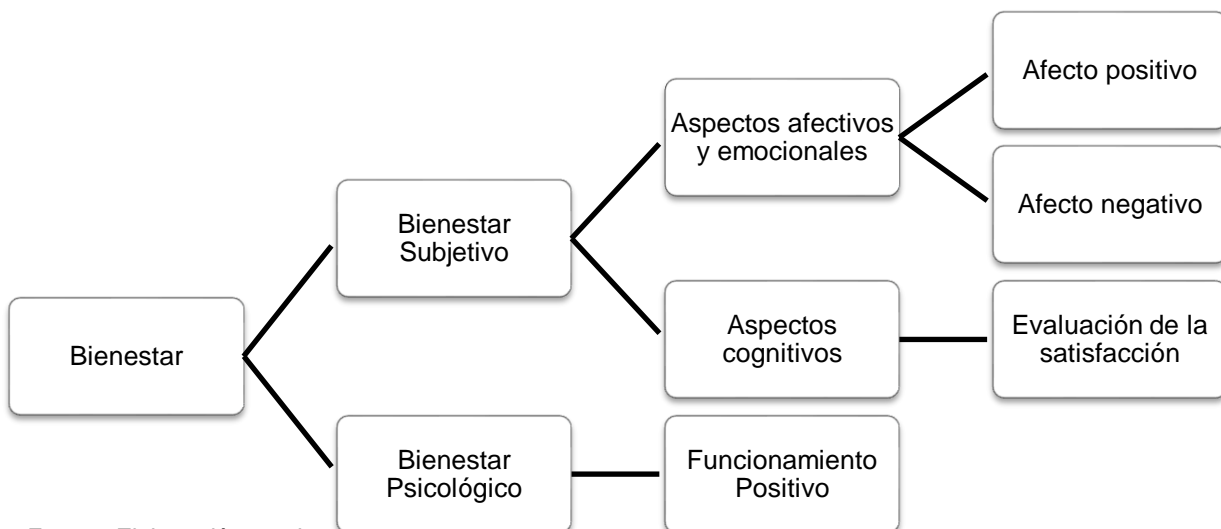 Afecto positivo
Aspectos afectivos
y emocionales
Afecto negativo
Bienestar
Subjetivo
Bienestar
Aspectos
cognitivos
Evaluación de la
satisfacción
Bienestar
Psicológico
Funcionamiento
Positivo